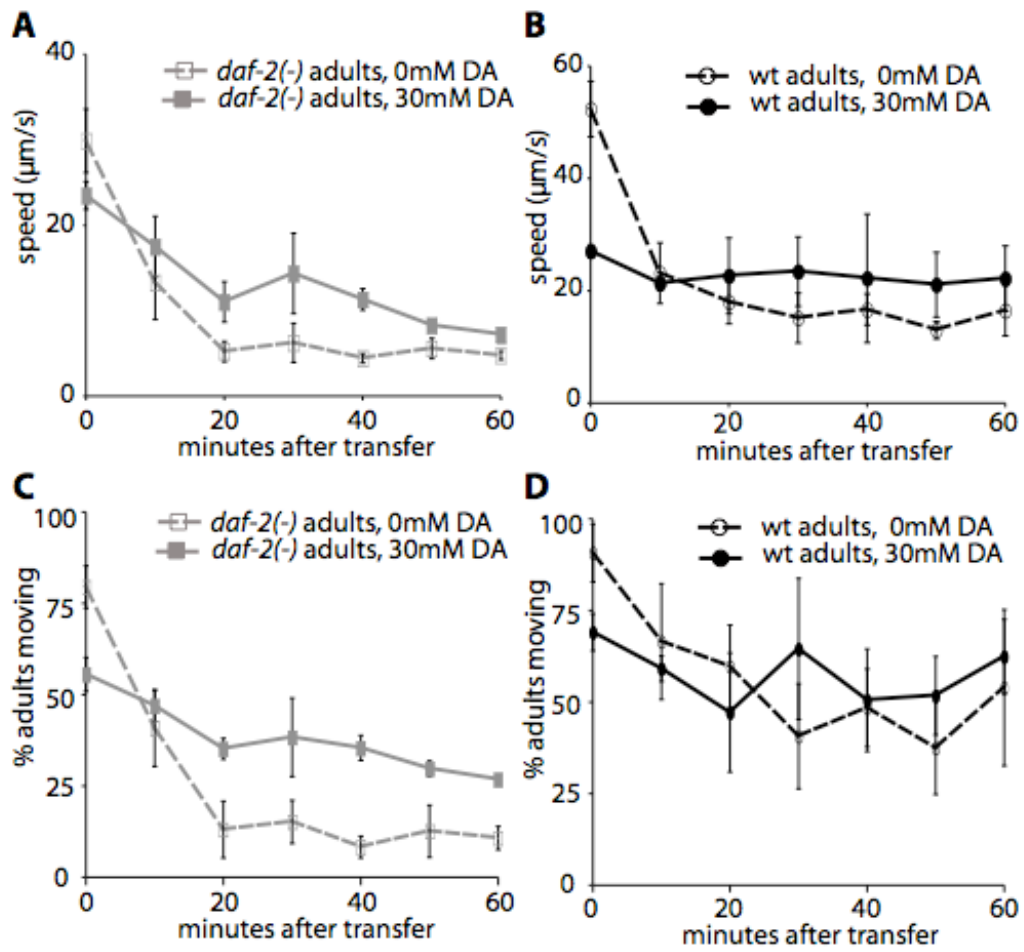 A
40
20
0
speed (µm/s)
daf-2(-) adults, 0mM DA
daf-2(-) adults, 30mM DA
0 20 40 60
minutes after transfer
B
60
40
20
0
speed (µm/s)
wt adults, 0mM DA
wt adults, 30mM DA
0 20 40 60
minutes after transfer
C
100
75
50
25
0
% adults moving
daf-2(-) adults, 0mM DA
daf-2(-) adults, 30mM DA
0 20 40 60
minutes after transfer
D
100
75
50
25
0
% adults moving
wt adults, 0mM DA
wt adults, 30mM DA
0 20 40 60
minutes after transfer